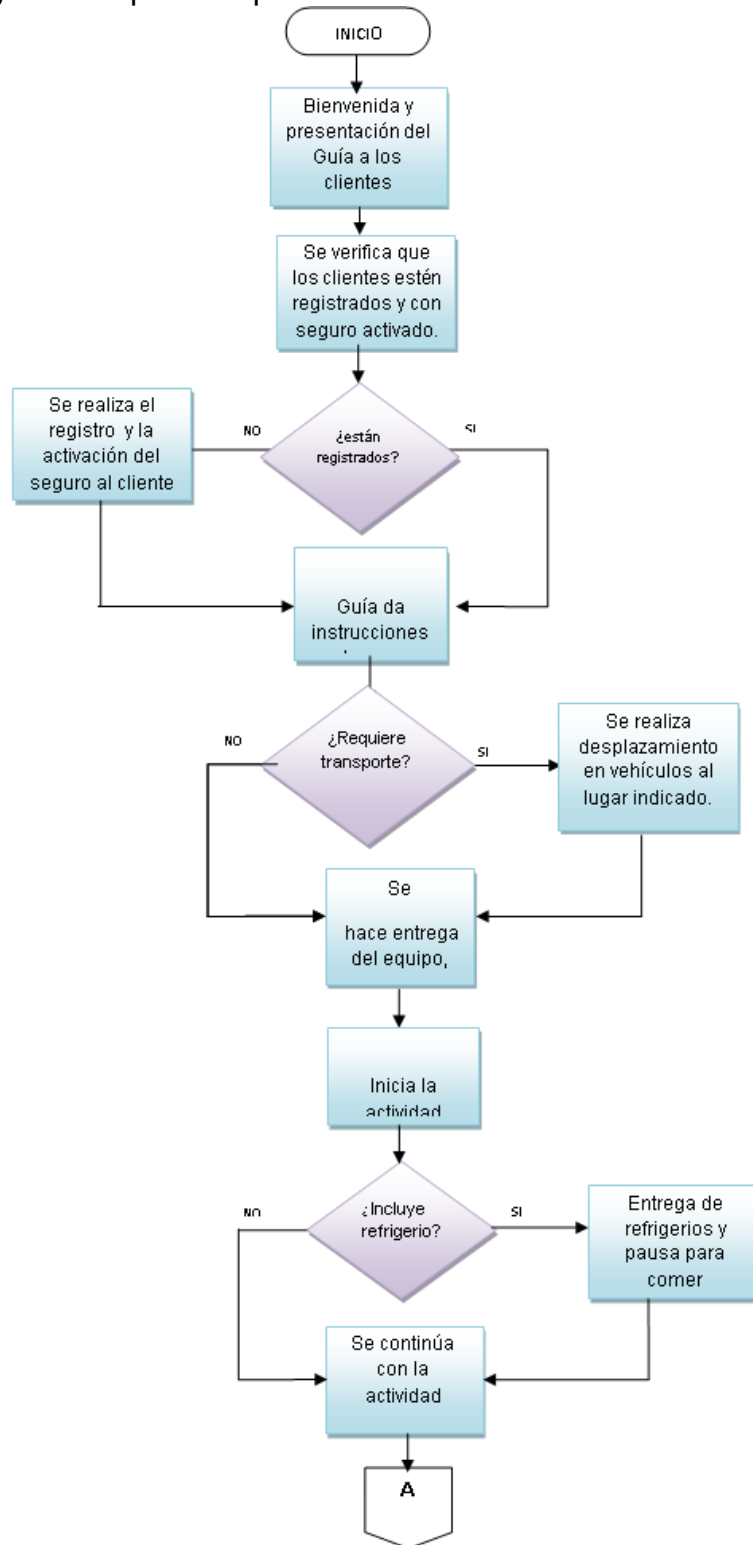 INICIO
Bienvenida y
presentación del
Guía a los
clientes
Se verifica que
los clientes estén
registrados y con
seguro activado.
Se realiza el
registro y la
activación del
seguro al cliente
NO
¿están
registrados?
SI
Guía da
instrucciones
NO
¿Requiere
transporte?
SI
Se realiza
desplazamiento
en vehículos al
lugar indicado.
Se
hace entrega
del equipo,
Inicia la
actividad
NO
¿Incluye
refrigerio?
SI
Entrega de
refrigerios y
pausa para
comer
Se continúa
con la
actividad
A